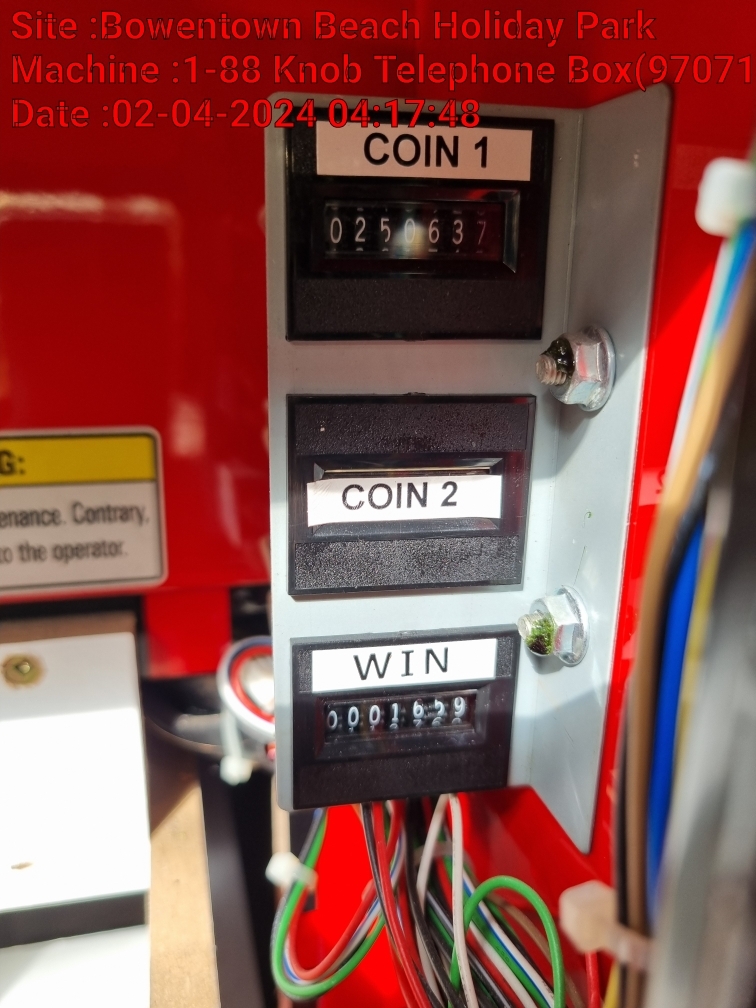 Site :Bowentown Beach Holiday Park
Machine :1-88 Knob Telephone Box(97071
Date :02-04-2024 04:17:48
COIN 1
0250637
COIN 2
G:
enance. Contrary,
to the operator.
WIN
0001659